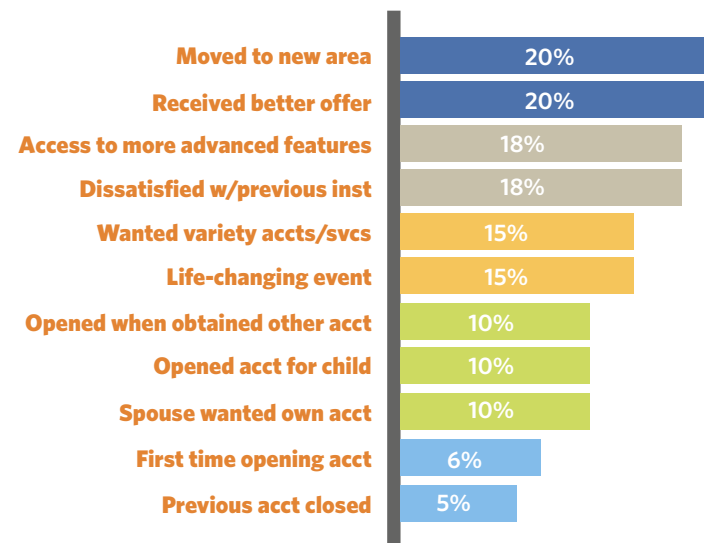 Moved to new area 20%
Received better offer 20%
Access to more advanced features 18%
Dissatisfied w/previous inst 18%
Wanted variety accts/svcs 15%
Life-changing event 15%
Opened when obtained other acct 10%
Opened acct for child 10%
Spouse wanted own acct 10%
First time opening acct 6%
Previous acct closed 5%